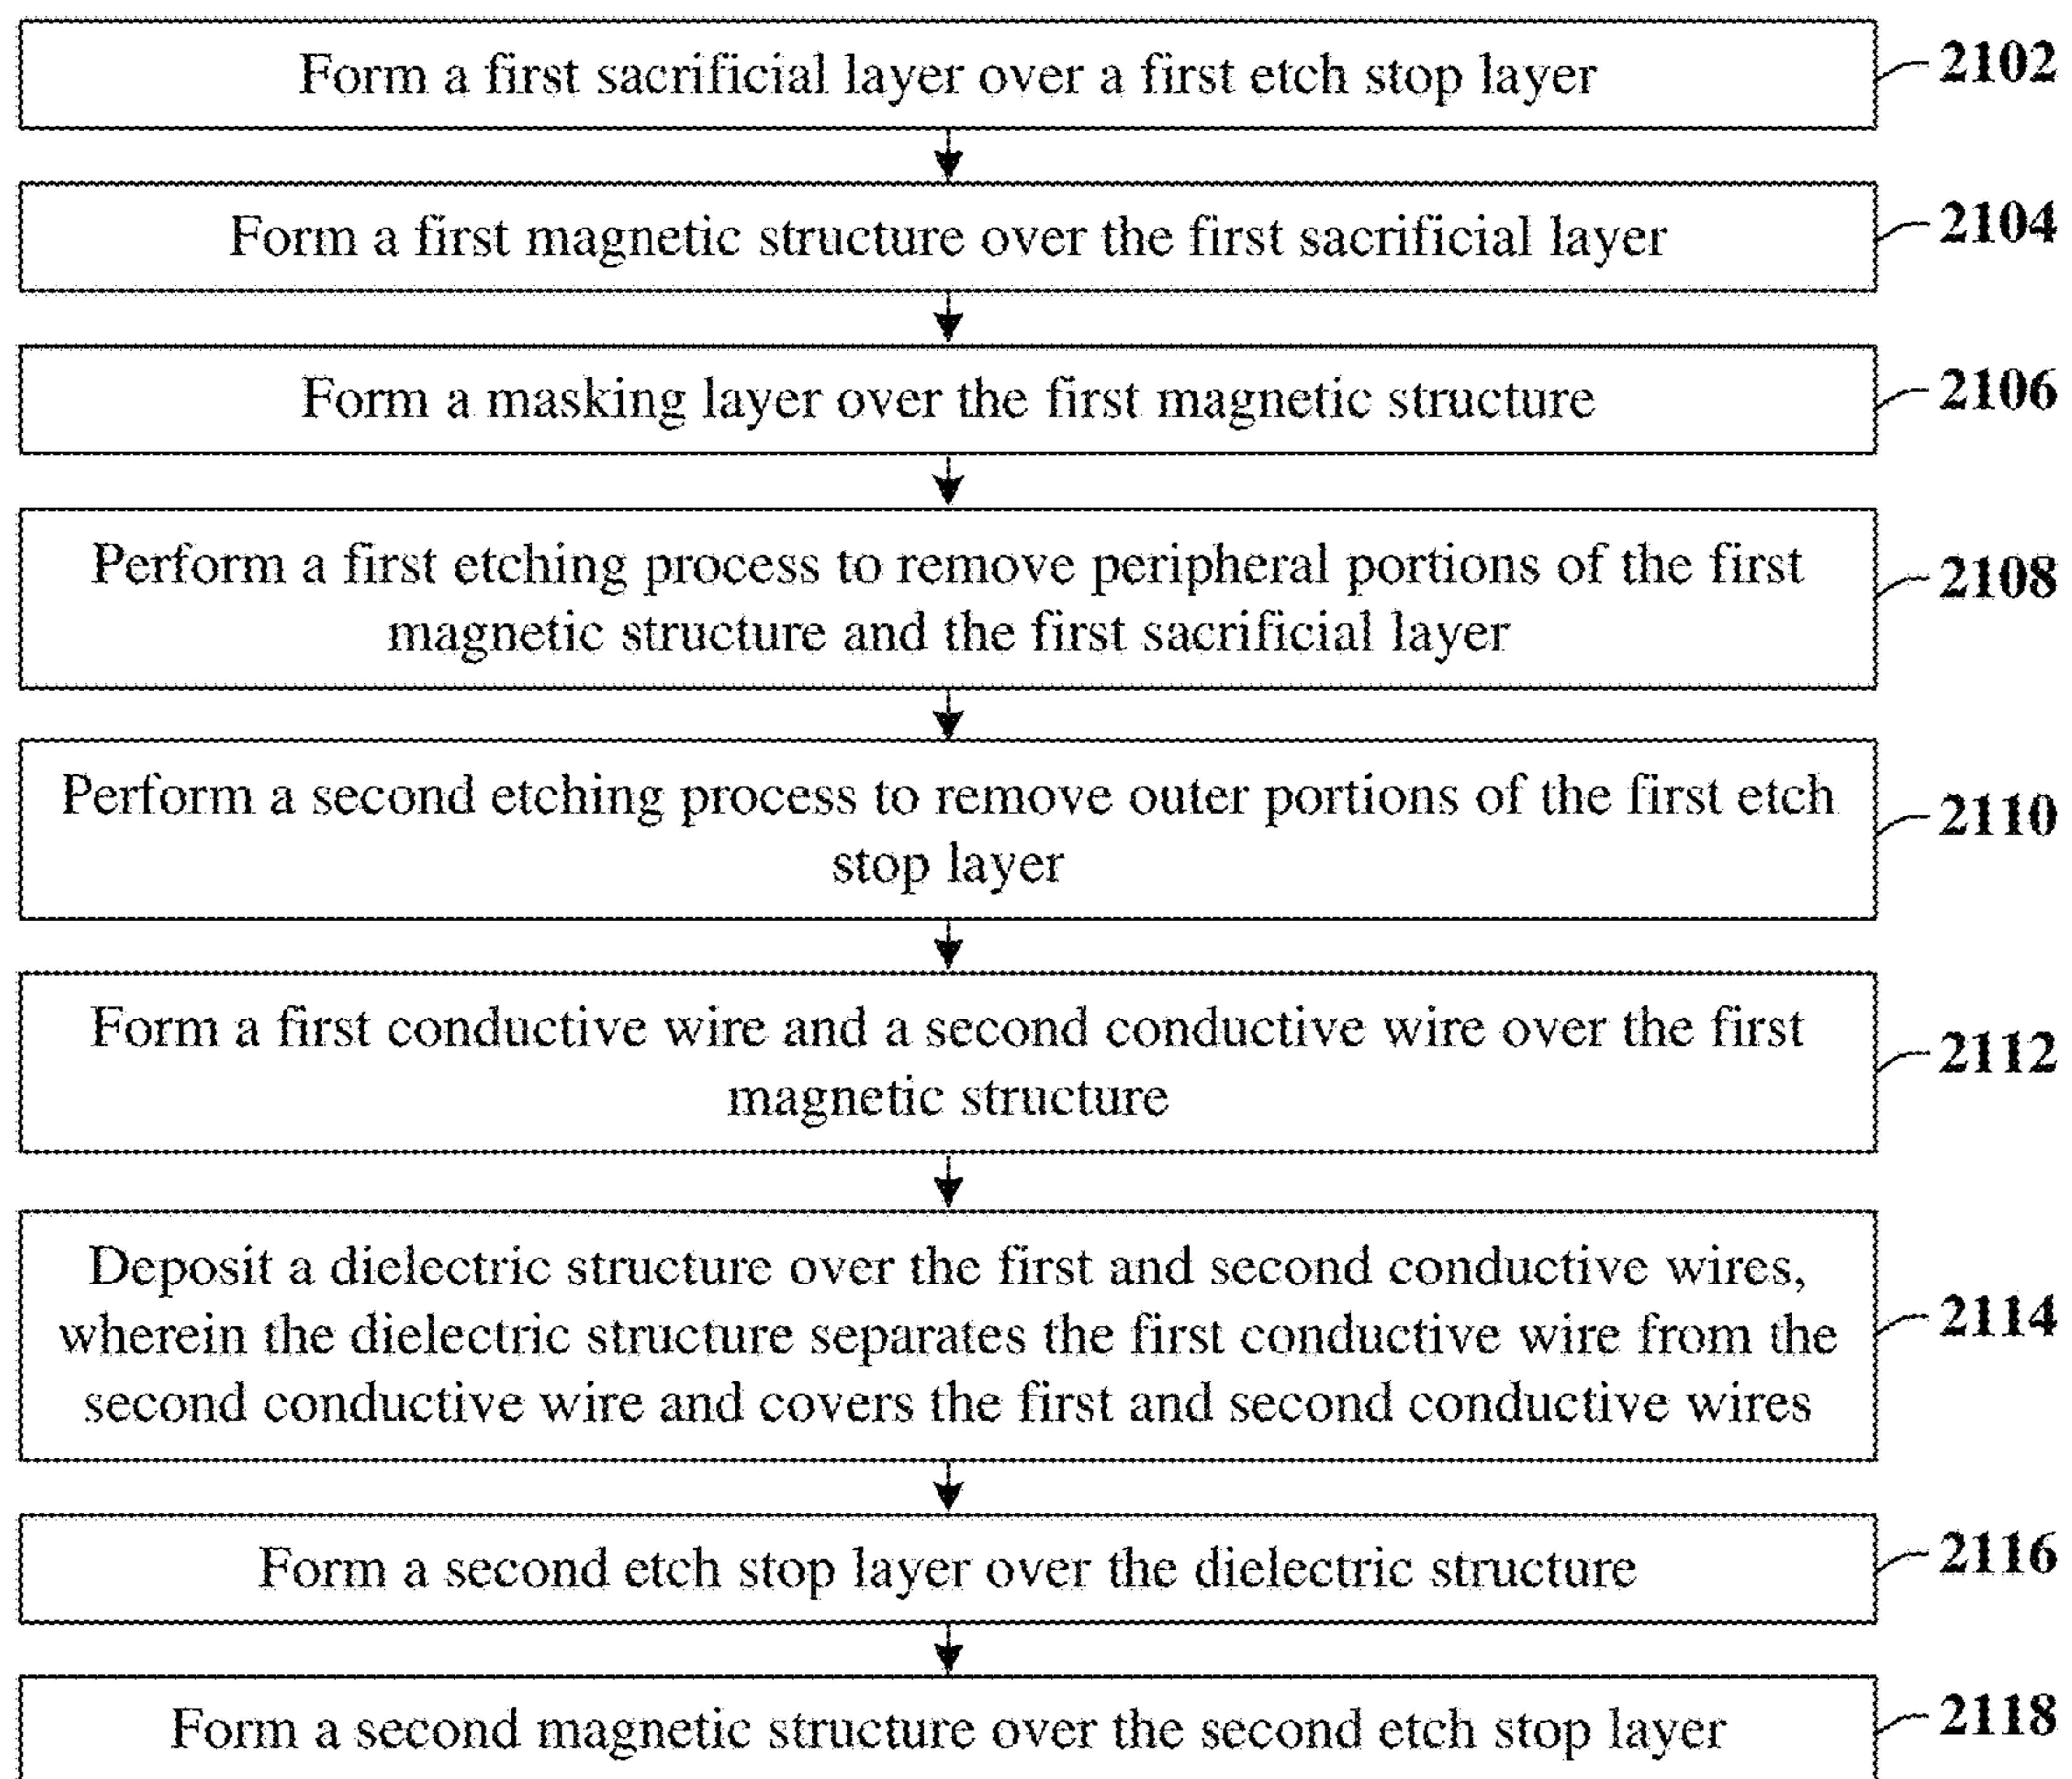 Form a first sacrificial layer over a first etch stop layer
2102
Form a first magnetic structure over the first sacrificial layer
2104
Form a masking layer over the first magnetic structure
2106
Perform a first etching process to remove peripheral portions of the first
magnetic structure and the first sacrificial layer
2108
Perform a second etching process to remove outer portions of the first etch
stop layer
2110
Form a first conductive wire and a second conductive wire over the first
magnetic structure
2112
Deposit a dielectric structure over the first and second conductive wires,
wherein the dielectric structure separates the first conductive wire from the
second conductive wire and covers the first and second conductive wires
2114
Form a second etch stop layer over the dielectric structure
2116
Form a second magnetic structure over the second etch stop layer
2118